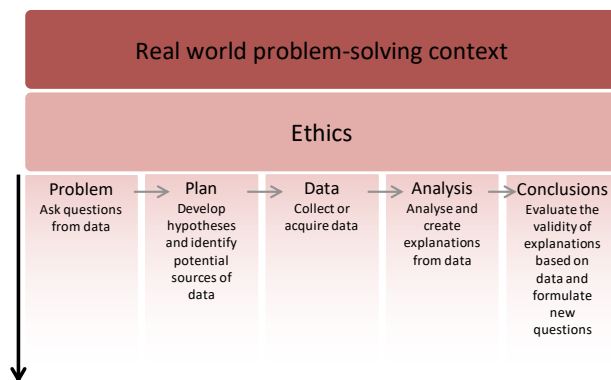 Real world problem-solving context
Ethics
Problem
Ask questions
from data
Plan
Develop
hypotheses
and identify
potential
sources of
data
Data
Collect or
acquire data
Analysis
Analyse and
create
explanations
from data
Conclusions
Evaluate the
validity of
explanations
based on
data and
formulate
new
questions